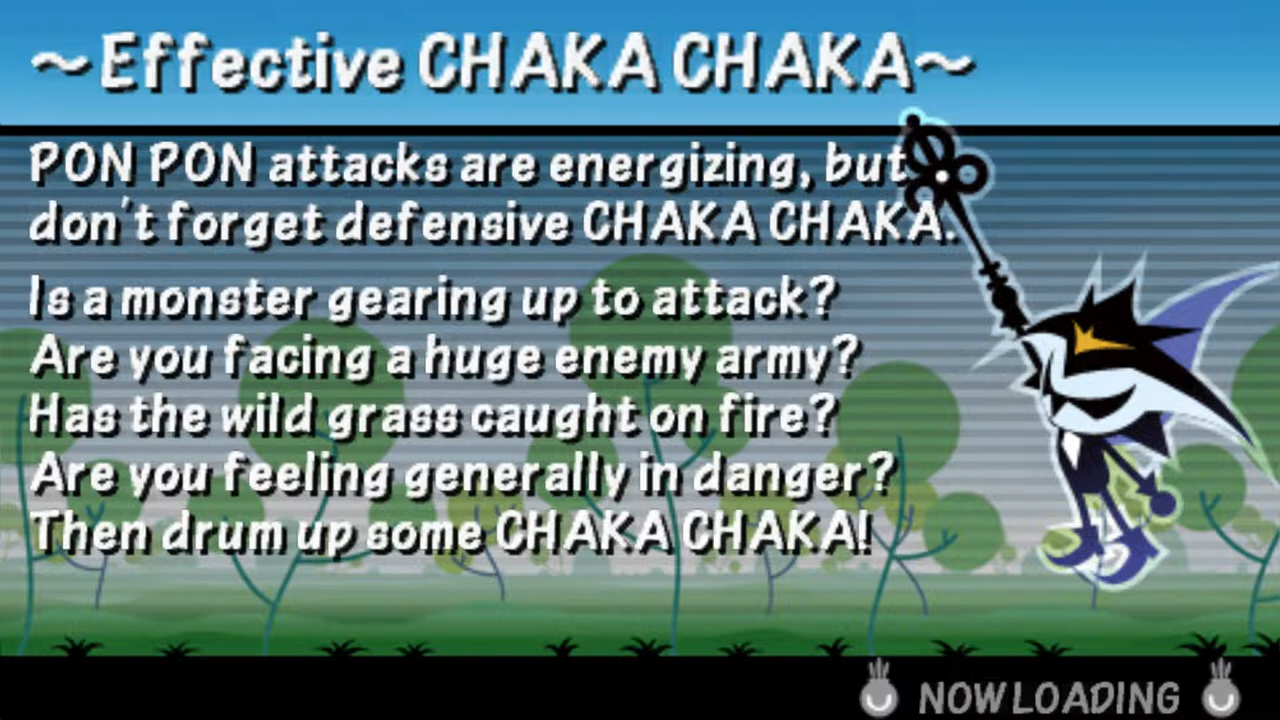 ～Effective CHAKA CHAKA～
PON PON attacks are energizing, but
don't forget defensive CHAKA CHAKA.
Is a monster gearing up to attack?
Are you facing a huge enemy army?
Has the wild grass caught on fire?
Are you feeling generally in danger?
Then drum up some CHAKA CHAKA!
NOW LOADING